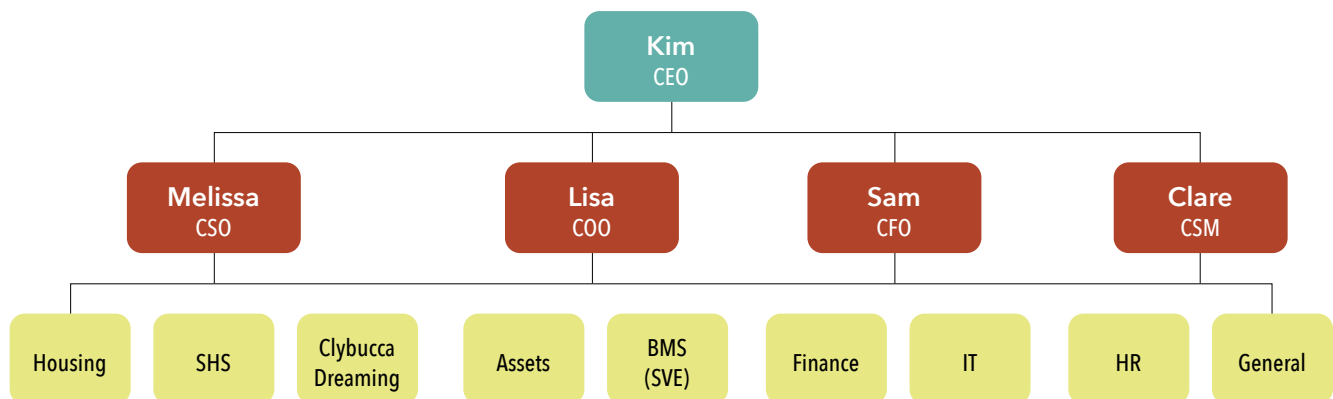 Kim
CEO
Melissa
CSO
Lisa
COO
Sam
CFO
Clare
CSM
Housing
SHS
Clybucca
Dreaming
Assets
BMS
(SVE)
Finance
IT
HR
General